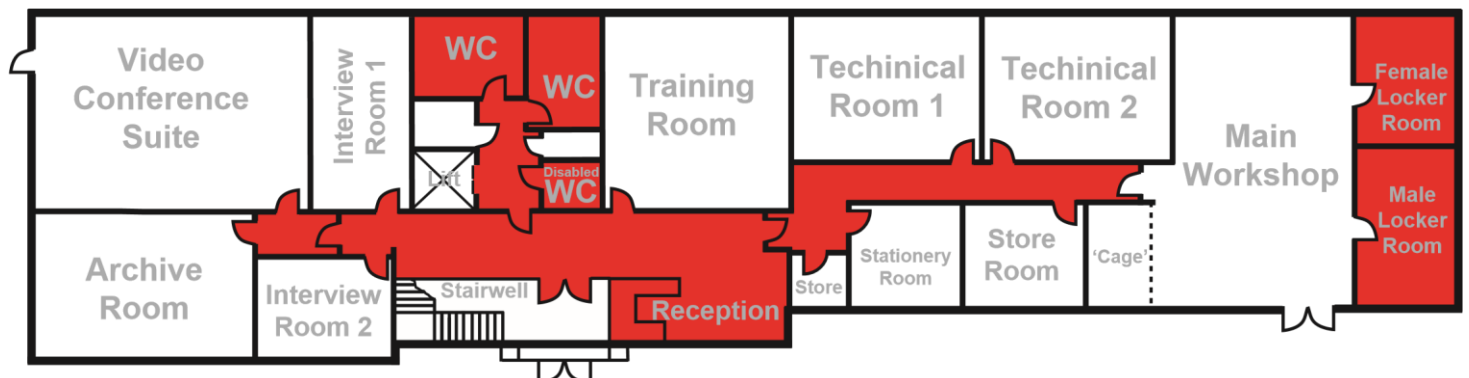 Video
Conference
Suite
Interview
Room 1
WC
WC
Lift
Disabled
WC
Training
Room
Techinical
Room 1
Techinical
Room 2
Main
Workshop
Female
Locker
Room
Male
Locker
Room
Archive
Room
Interview
Room 2
Stairwell
Reception
Store
Stationery
Room
Store
Room
‘Cage’